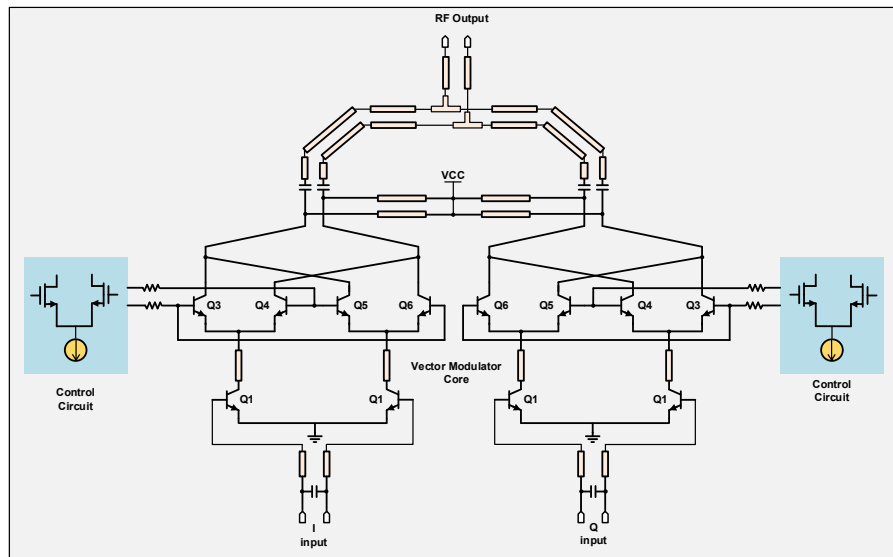 RF Output
VCC
Q3
Q4
Q5
Q6
Q6
Q5
Q4
Q3
Vector Modulator
Core
Control
Circuit
Control
Circuit
Q1
Q1
Q1
Q1
I
input
Q
input